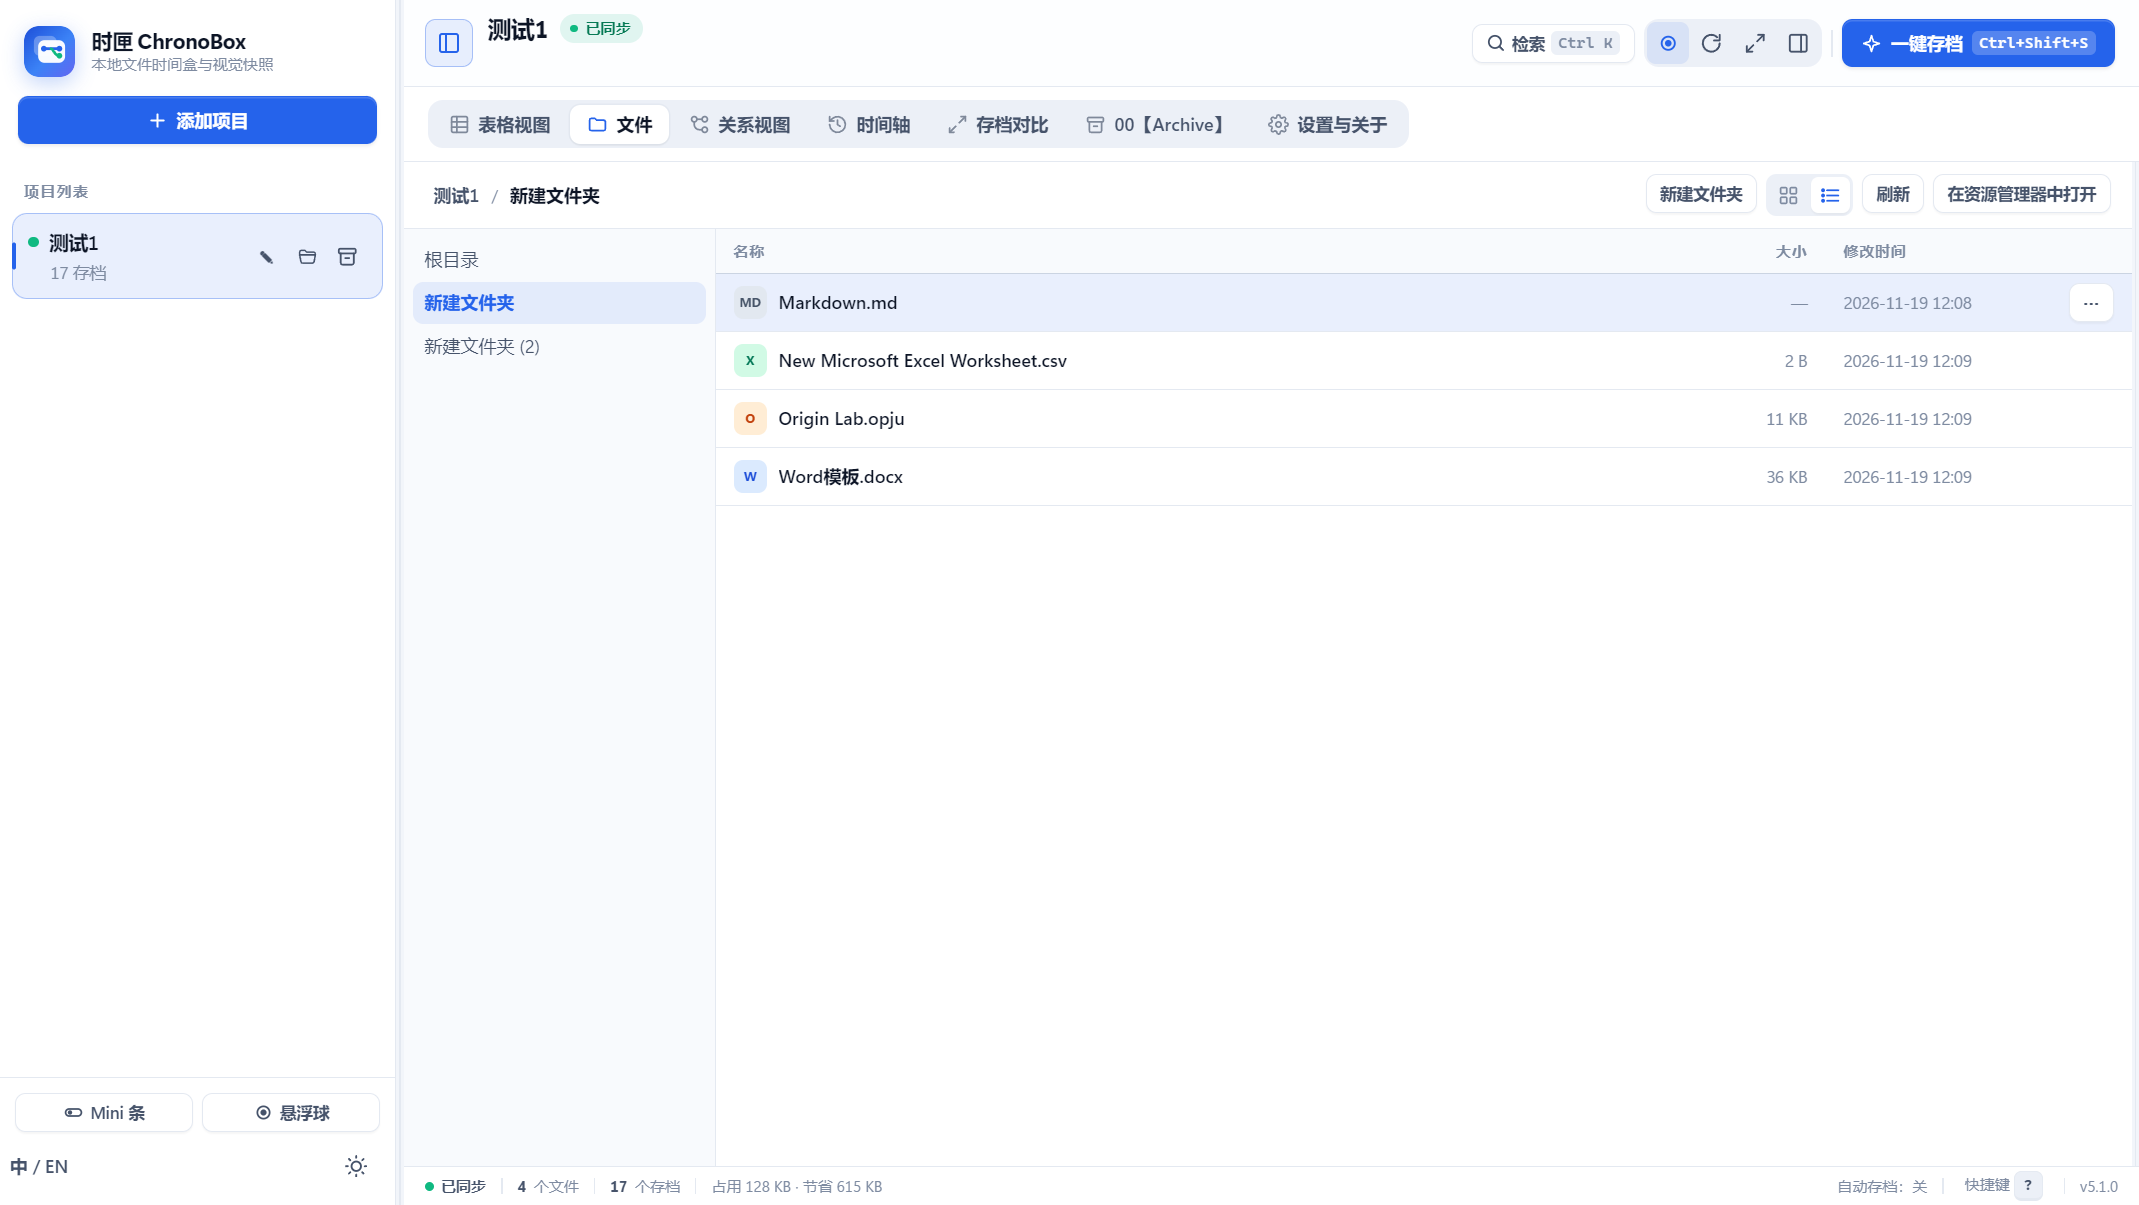 时匣 ChronoBox
本地文件时间盒与视觉快照
添加项目
项目列表
测试1
17 存档
Mini 条
悬浮球
中 / EN
测试1
已同步
检索 Ctrl K
一键存档 Ctrl+Shift+S
表格视图
文件
关系视图
时间轴
存档对比
00【Archive】
设置与关于
测试1 / 新建文件夹
新建文件夹
刷新
在资源管理器中打开
根目录
新建文件夹
新建文件夹 (2)
名称 大小 修改时间
MD Markdown.md — 2026-11-19 12:08 ...
X New Microsoft Excel Worksheet.csv 2 B 2026-11-19 12:09
O Origin Lab.opju 11 KB 2026-11-19 12:09
W Word模板.docx 36 KB 2026-11-19 12:09
已同步 4 个文件 17 个存档 占用 128 KB · 节省 615 KB
自动存档：关 快捷键 ? v5.1.0